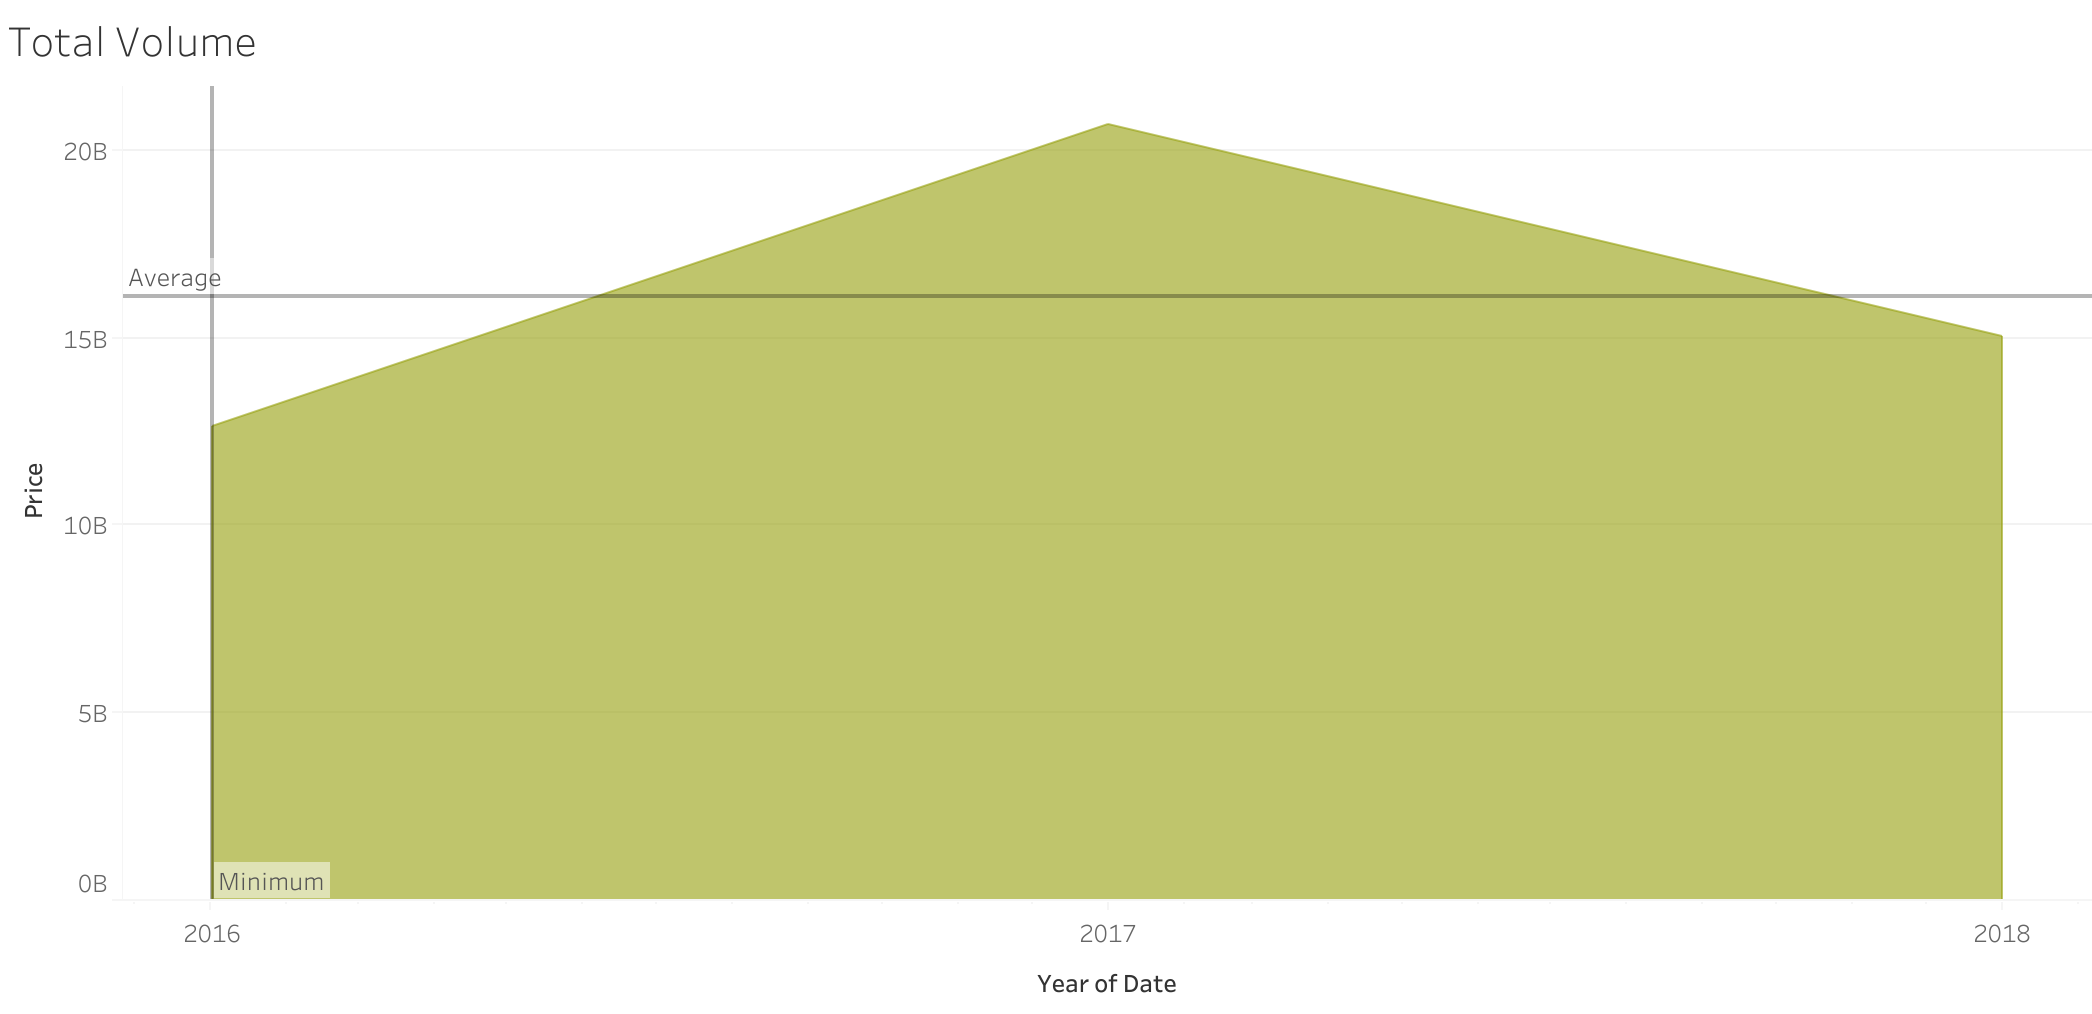 Total Volume
20B
Average
15B
Price
10B
5B
0B
Minimum
2016 2017 2018
Year of Date